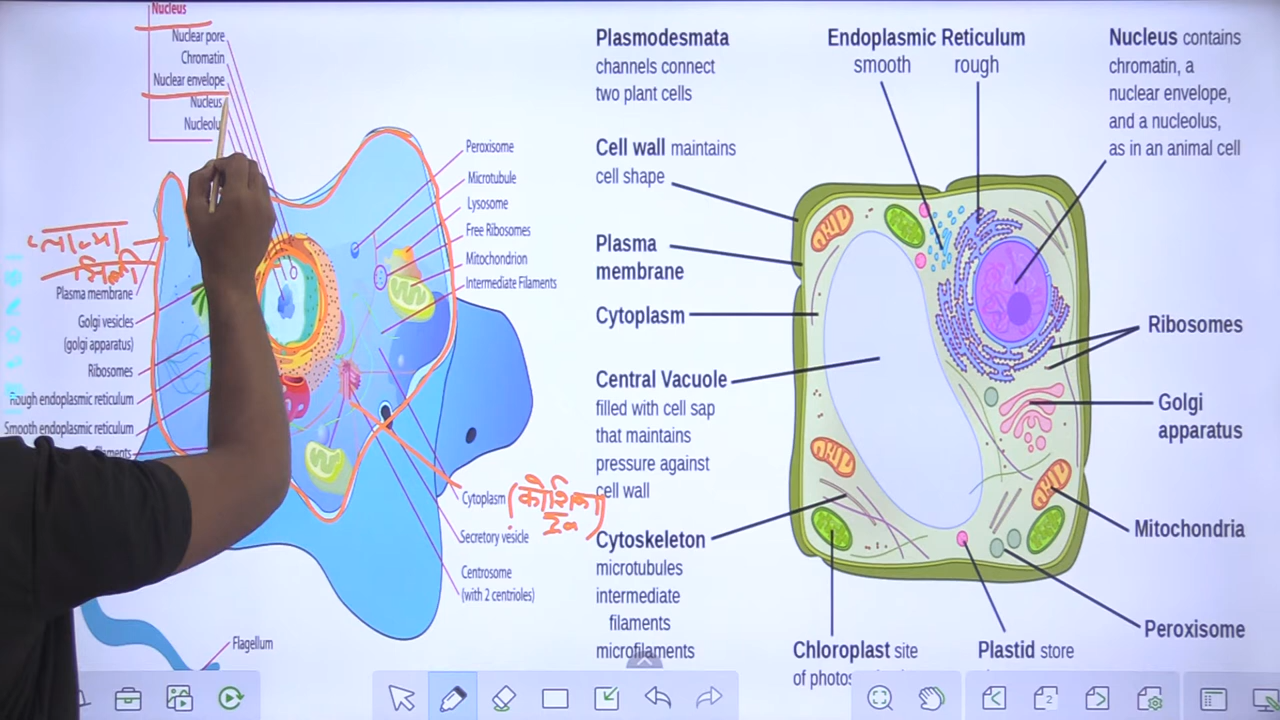 Nucleus
Nuclear pore
Chromatin
Nuclear envelope
Nucleus
Peroxisome
Microtubule
Lysosome
Free Ribosomes
Mitochondrion
Intermediate Filaments
Plasma membrane
Golgi vesicles
(golgi apparatus)
Ribosomes
Rough endoplasmic reticulum
Smooth endoplasmic reticulum
Cytoplasm (कोशिका
Secretory vesicle
Centrosome
(with 2 centrioles)
Flagellum
Plasmodesmata
channels connect
two plant cells
Cell wall maintains
cell shape
Plasma
membrane
Cytoplasm
Central Vacuole
filled with cell sap
that maintains
pressure against
cell wall
Cytoskeleton
microtubules
intermediate
filaments
microfilaments
Endoplasmic Reticulum
smooth rough
Nucleus contains
chromatin, a
nuclear envelope,
and a nucleolus,
as in an animal cell
Ribosomes
Golgi
apparatus
Mitochondria
Peroxisome
Chloroplast site
of
Plastid store
2